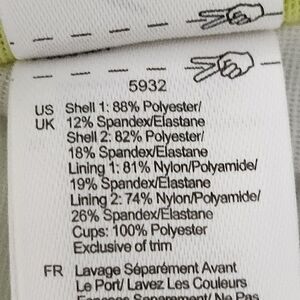 5932
US Shell 1: 88% Polyester/
UK 12% Spandex/Elastane
Shell 2: 82% Polyester/
18% Spandex/Elastane
Lining 1: 81% Nylon/Polyamide/
19% Spandex/Elastane
Lining 2: 74% Nylon/Polyamide/
26% Spandex/Elastane
Cups: 100% Polyester
Exclusive of trim
FR Lavage Séparément Avant
Le Port/ Lavez Les Couleurs
Ne Pas